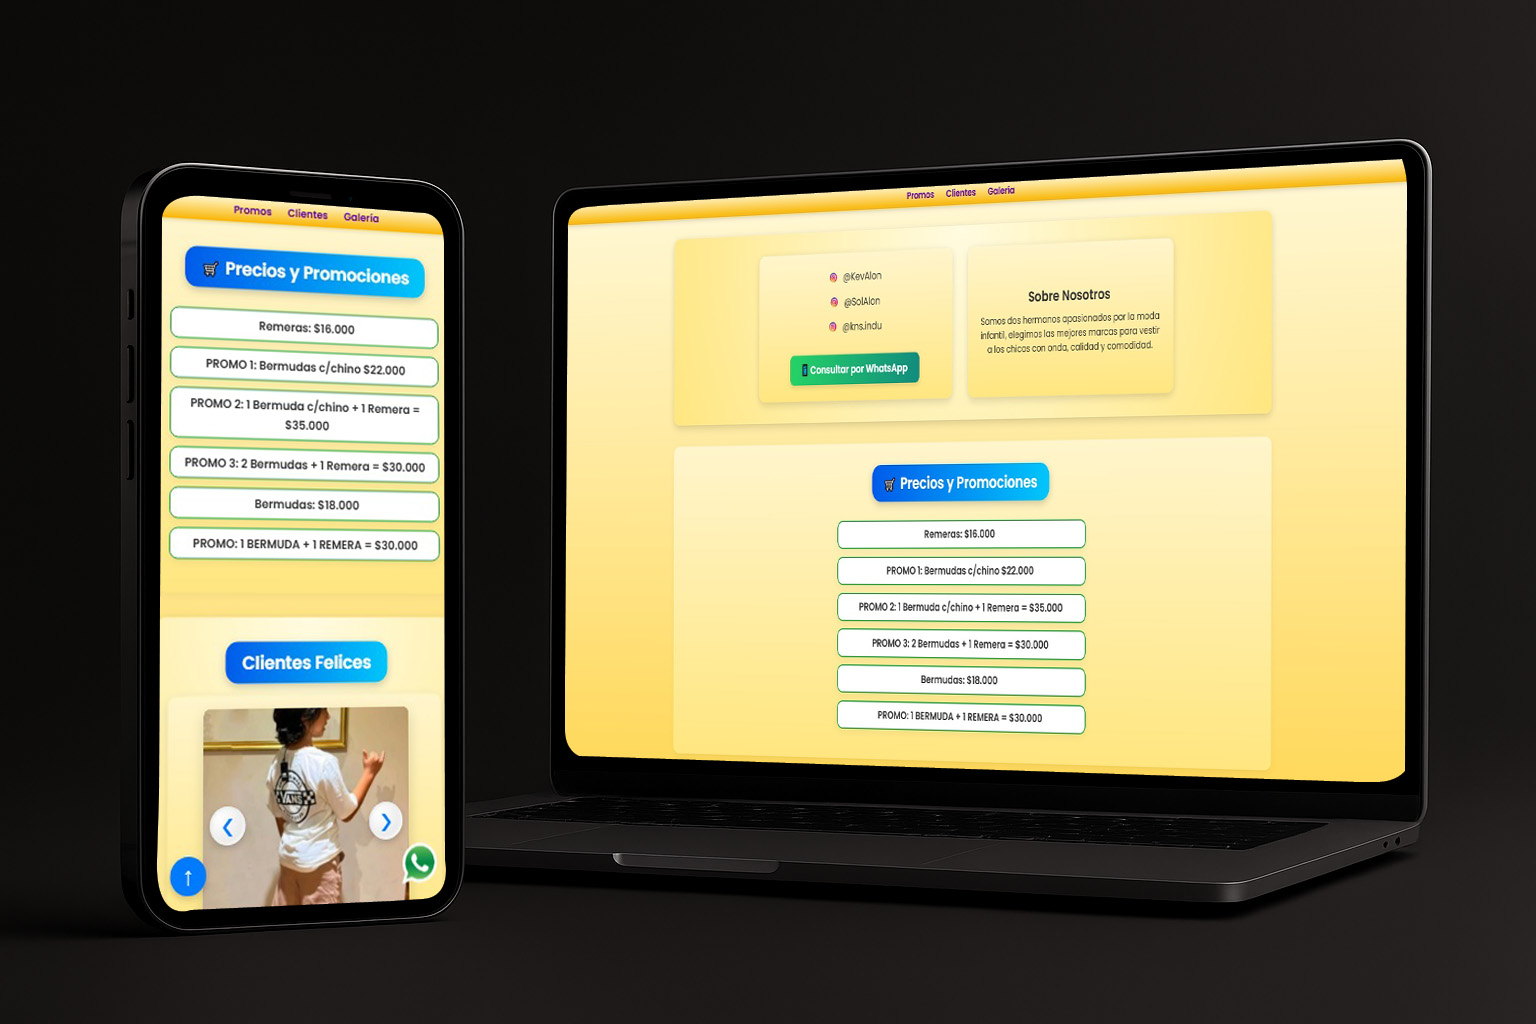 Promos Clientes Galería
Precios y Promociones
Remeras: $16.000
PROMO 1: Bermudas c/chino $22.000
PROMO 2: 1 Bermuda c/chino + 1 Remera =
$35.000
PROMO 3: 2 Bermudas + 1 Remera = $30.000
Bermudas: $18.000
PROMO: 1 BERMUDA + 1 REMERA = $30.000
Clientes Felices
VANS
Promos Clientes Galería
@KevAlon
@SolAlon
@kns.indu
Consultar por WhatsApp
Sobre Nosotros
Somos dos hermanos apasionados por la moda
infantil, elegimos las mejores marcas para vestir
a los chicos con onda, calidad y comodidad.
Precios y Promociones
Remeras: $16.000
PROMO 1: Bermudas c/chino $22.000
PROMO 2: 1 Bermuda c/chino + 1 Remera = $35.000
PROMO 3: 2 Bermudas + 1 Remera = $30.000
Bermudas: $18.000
PROMO: 1 BERMUDA + 1 REMERA = $30.000